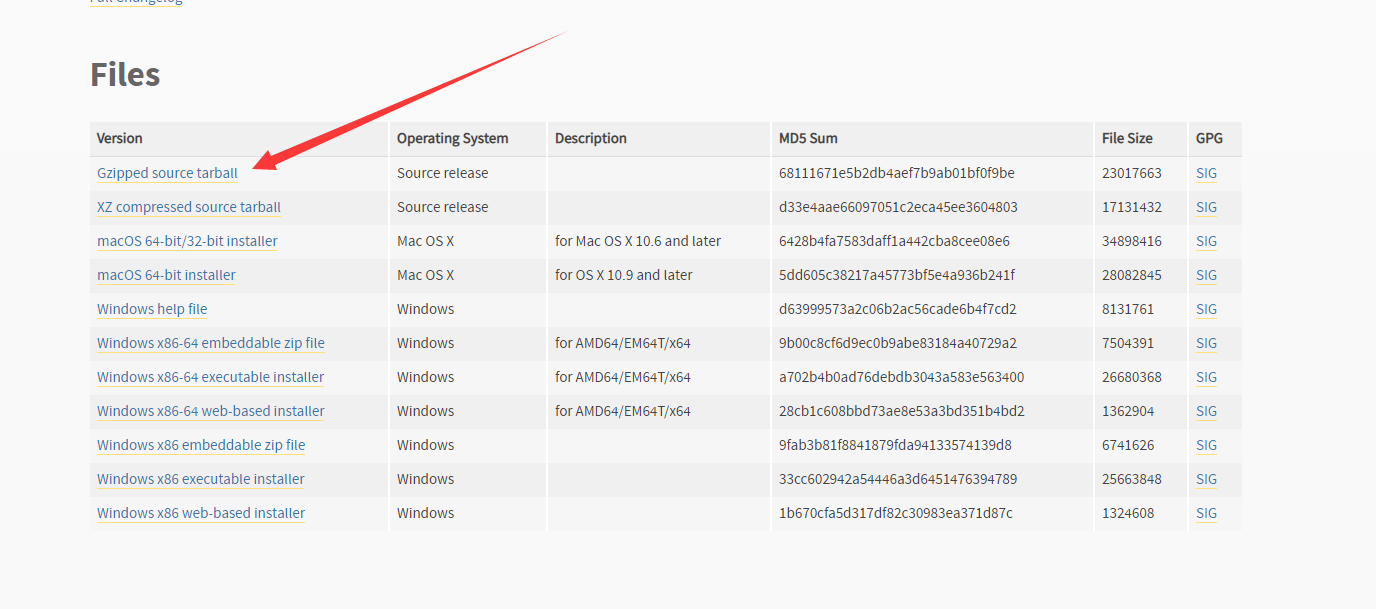 Full Changelog
Files
Version Operating System Description MD5 Sum File Size GPG
Gzipped source tarball Source release 68111671e5b2db4aef7b9ab01bf0f9be 23017663 SIG
XZ compressed source tarball Source release d33e4aae66097051c2eca45ee3604803 17131432 SIG
macOS 64-bit/32-bit installer Mac OS X for Mac OS X 10.6 and later 6428b4fa7583daff1a442cba8cee08e6 34898416 SIG
macOS 64-bit installer Mac OS X for OS X 10.9 and later 5dd605c38217a45773bf5e4a936b241f 28082845 SIG
Windows help file Windows d63999573a2c06b2ac56cade6b4f7cd2 8131761 SIG
Windows x86-64 embeddable zip file Windows for AMD64/EM64T/x64 9b00c8cf6d9ec0b9abe83184a40729a2 7504391 SIG
Windows x86-64 executable installer Windows for AMD64/EM64T/x64 a702b4b0ad76debdb3043a583e563400 26680368 SIG
Windows x86-64 web-based installer Windows for AMD64/EM64T/x64 28cb1c608bbd73ae8e53a3bd351b4bd2 1362904 SIG
Windows x86 embeddable zip file Windows 9fab3b81f8841879fda94133574139d8 6741626 SIG
Windows x86 executable installer Windows 33cc602942a54446a3d6451476394789 25663848 SIG
Windows x86 web-based installer Windows 1b670cfa5d317df82c30983ea371d87c 1324608 SIG